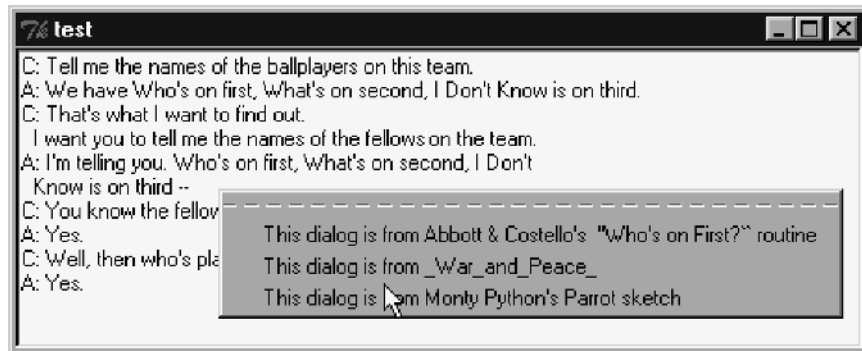 test
C: Tell me the names of the ballplayers on this team.
A: We have Who's on first, What's on second, I Don't Know is on third.
C: That's what I want to find out.
I want you to tell me the names of the fellows on the team.
A: I'm telling you. Who's on first, What's on second, I Don't
Know is on third --
C: You know the fellow
A: Yes.
C: Well, then who's pla
A: Yes.
This dialog is from Abbott & Costello's "Who's on First?`` routine
This dialog is from _War_and_Peace_
This dialog is from Monty Python's Parrot sketch